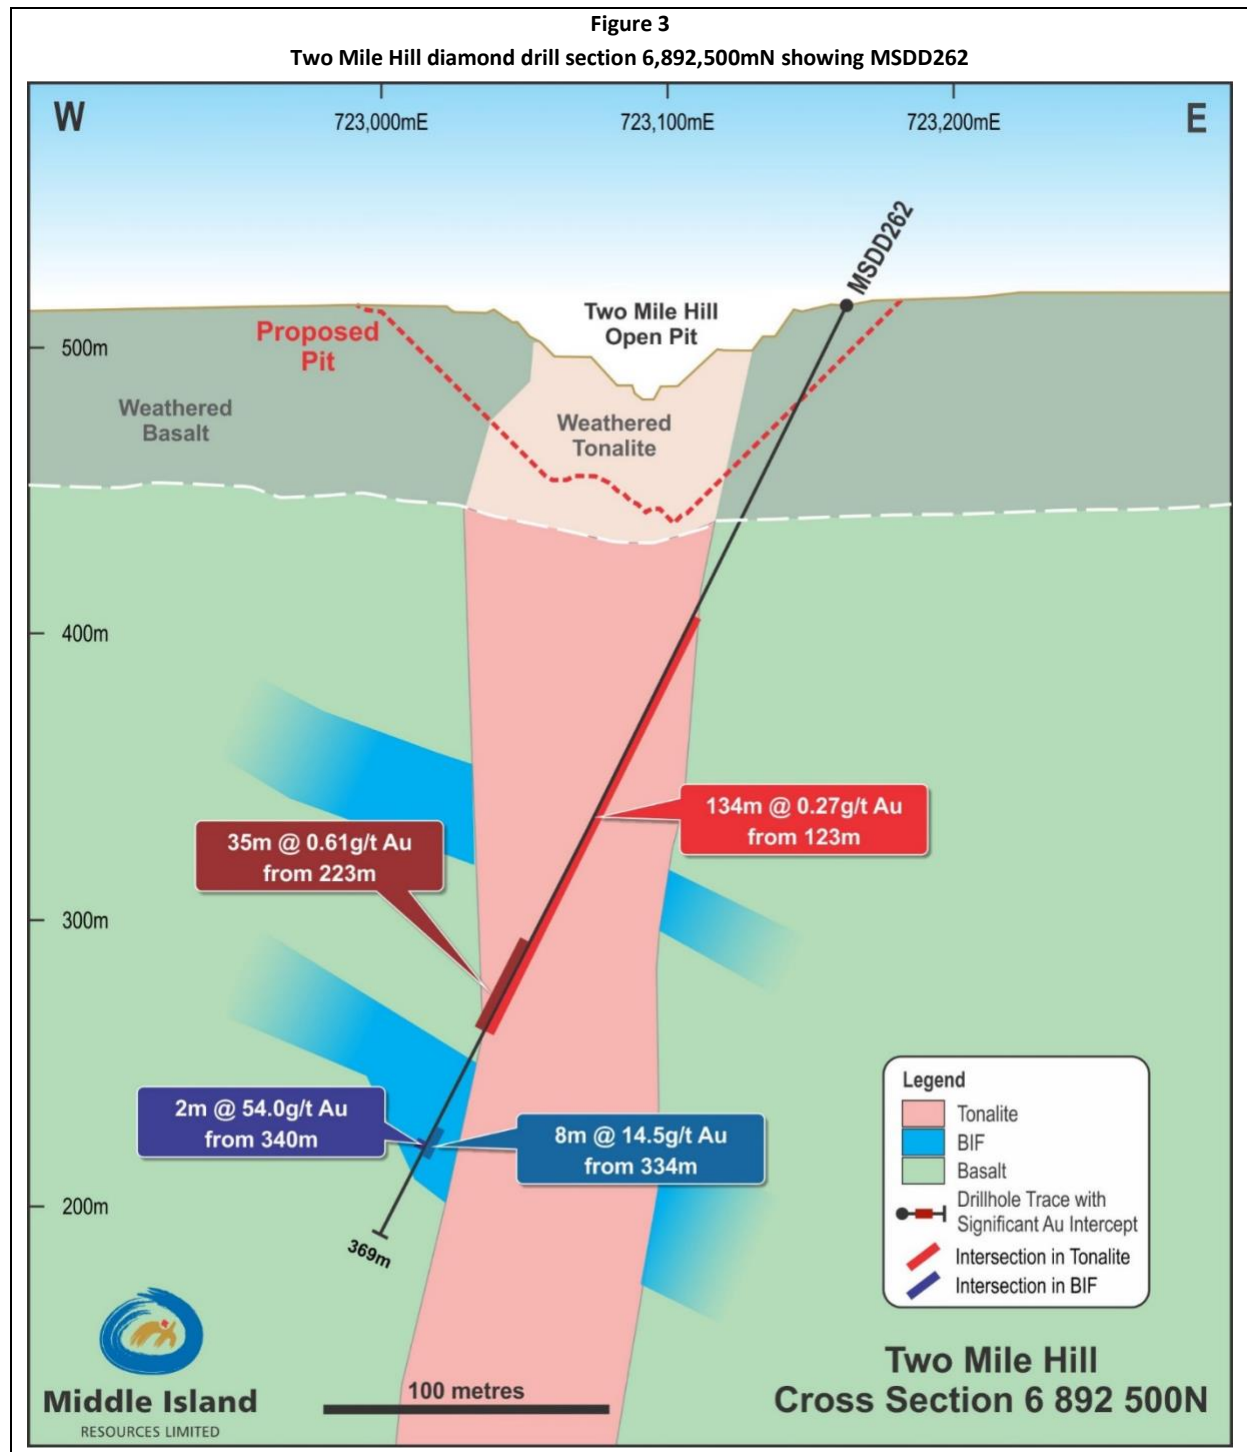 Figure 3
Two Mile Hill diamond drill section 6,892,500mN showing MSDD262
W
723,000mE
723,100mE
723,200mE
E
MSDD262
Two Mile Hill
Open Pit
Proposed
Pit
500m
Weathered
Basalt
Weathered
Tonalite
400m
134m @ 0.27g/t Au
from 123m
35m @ 0.61g/t Au
from 223m
300m
2m @ 54.0g/t Au
from 340m
8m @ 14.5g/t Au
from 334m
200m
369m
Legend
Tonalite
BIF
Basalt
Drillhole Trace with
Significant Au Intercept
Intersection in Tonalite
Intersection in BIF
Middle Island
RESOURCES LIMITED
100 metres
Two Mile Hill
Cross Section 6 892 500N